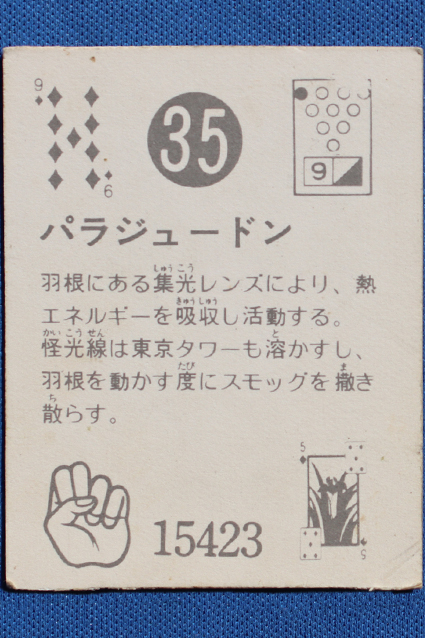 9
35
9
6
パラジュードン
羽根にある集光レンズにより、熱
エネルギーを吸収し活動する。
怪光線は東京タワーも溶かすし、
羽根を動かす度にスモッグを撒き
散らす。
5
15423
5